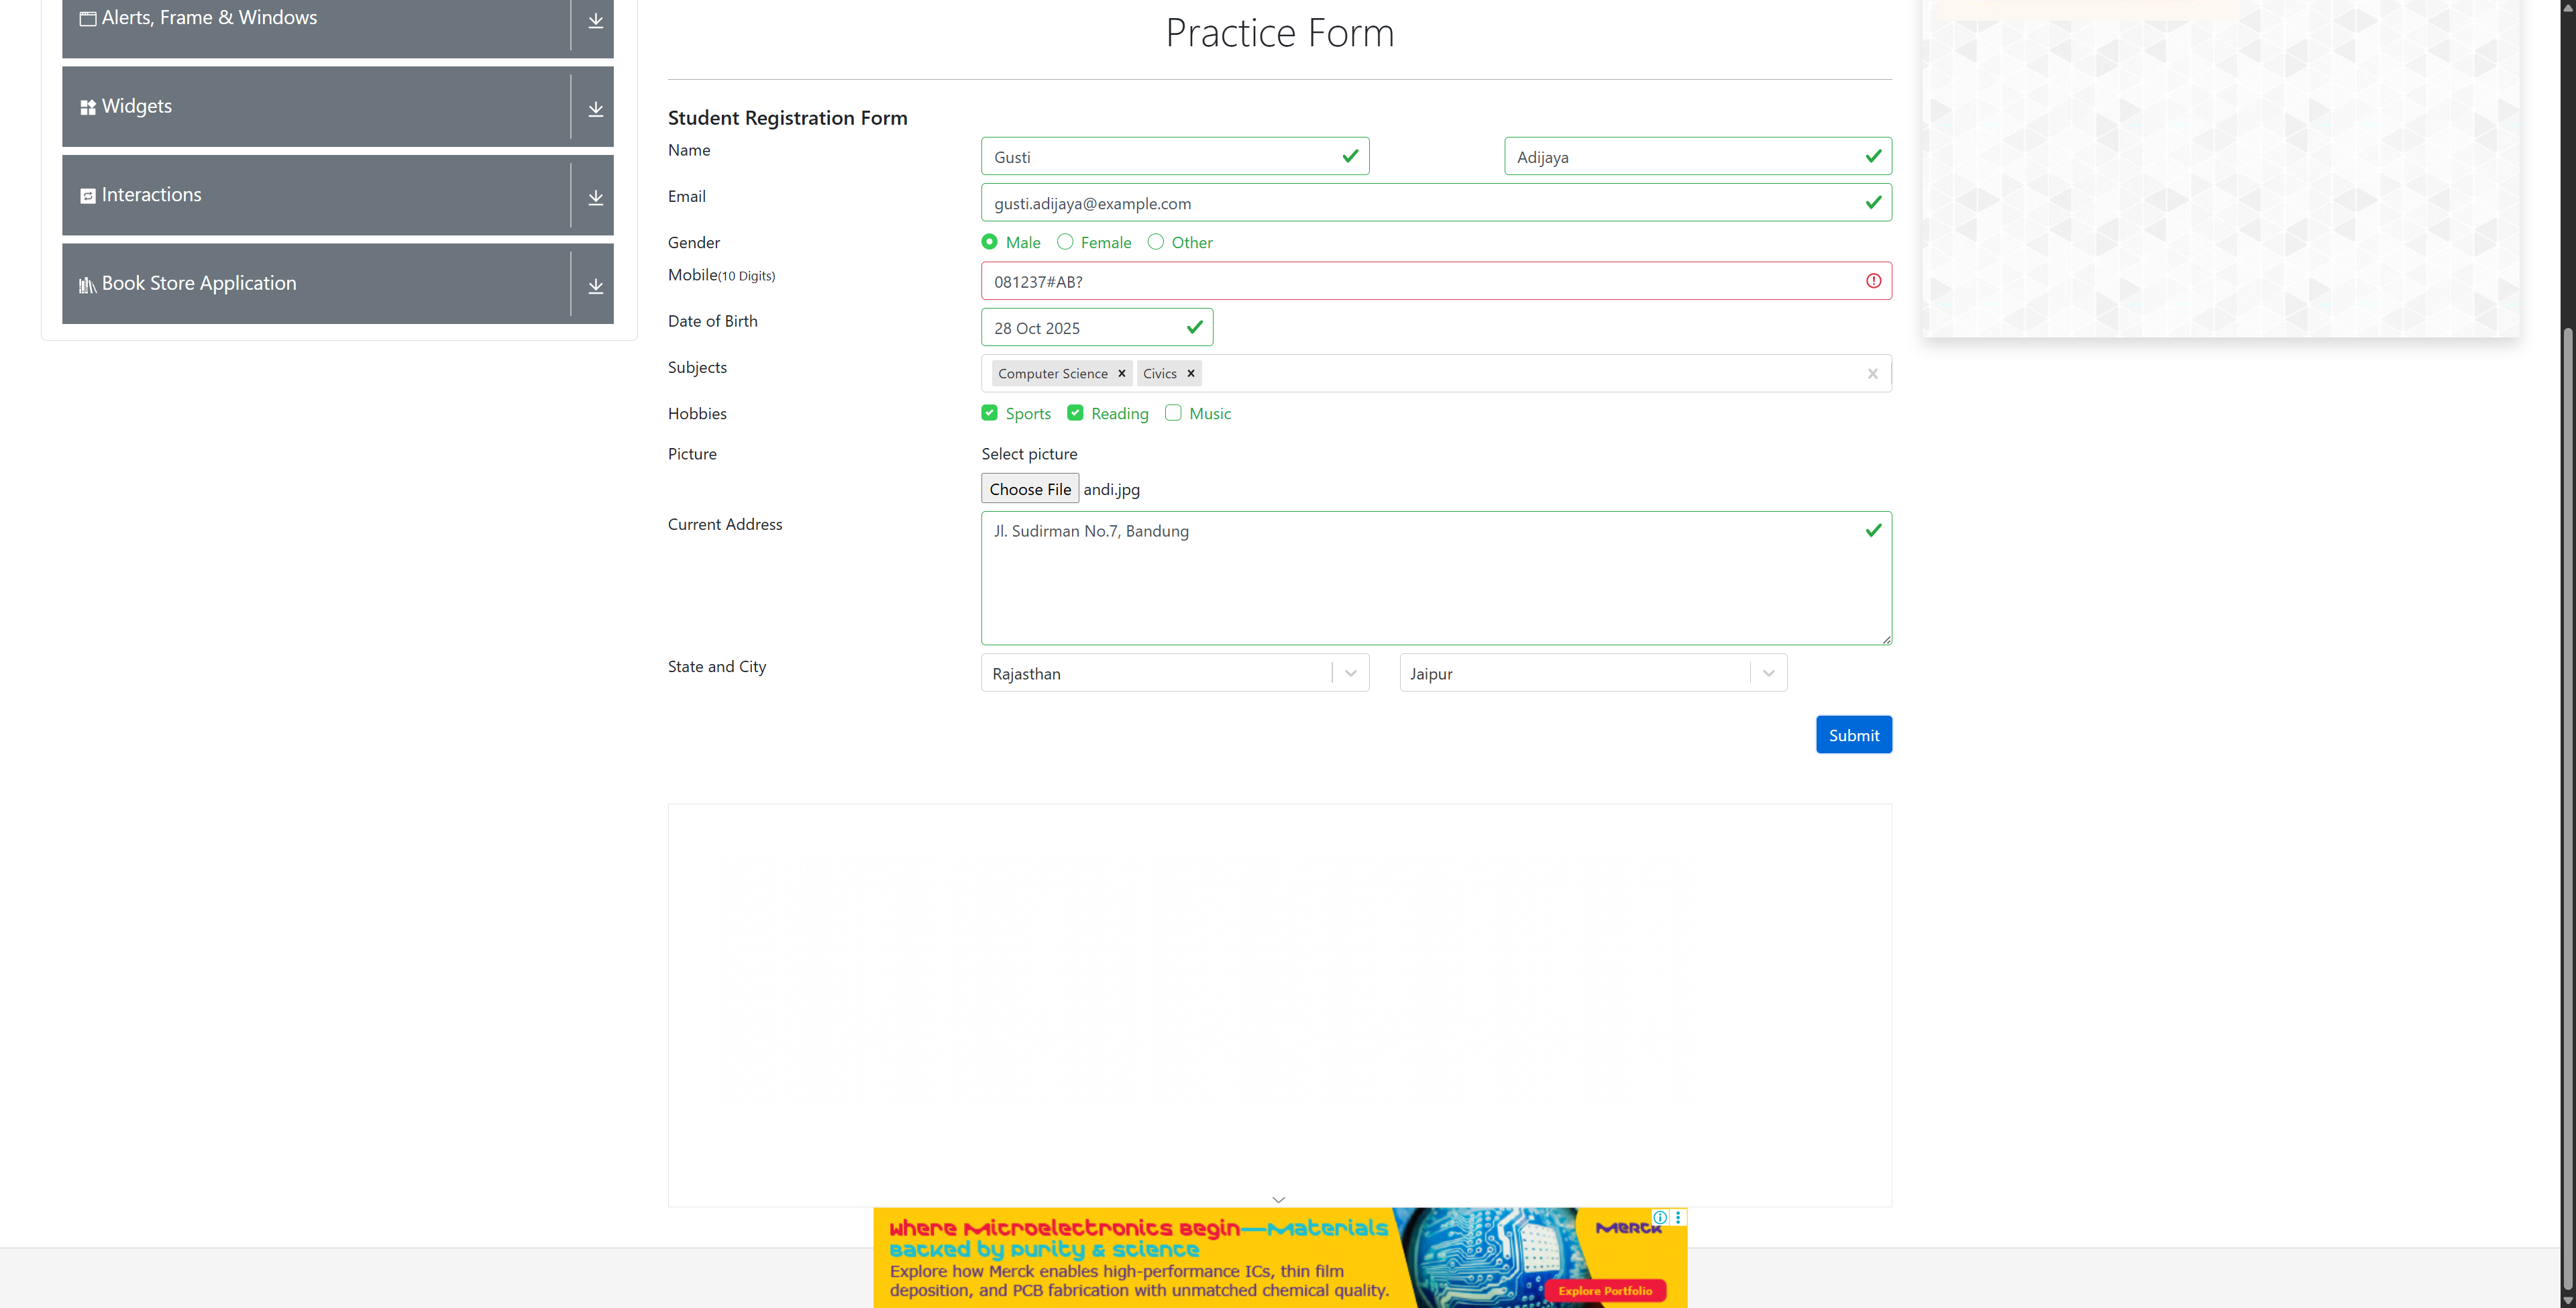 Alerts, Frame & Windows
Widgets
Interactions
Book Store Application
Practice Form
Student Registration Form
Name
Gusti
Adijaya
Email
gusti.adijaya@example.com
Gender
Male
Female
Other
Mobile(10 Digits)
081237#AB?
Date of Birth
28 Oct 2025
Subjects
Computer Science
Civics
Hobbies
Sports
Reading
Music
Picture
Select picture
Choose File andi.jpg
Current Address
Jl. Sudirman No.7, Bandung
State and City
Rajasthan
Jaipur
Submit
Where Microelectronics Begin—Materials
Backed by Purity & Science
Explore how Merck enables high-performance ICs, thin film
deposition, and PCB fabrication with unmatched chemical quality.
MERCK
Explore Portfolio